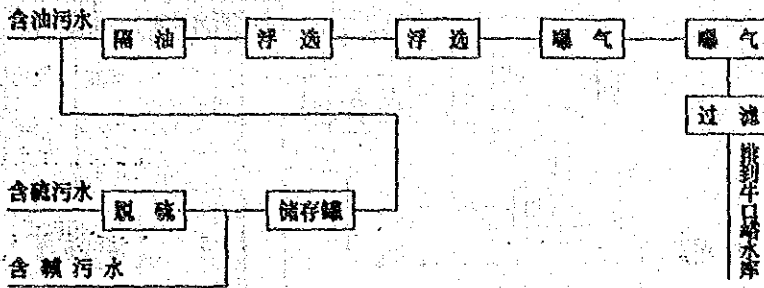 含油污水
隔 油
浮 选
浮 选
曝 气
曝 气
过 滤
含硫污水
脱 硫
储存罐
含 碱 污 水
排到牛口峪水库